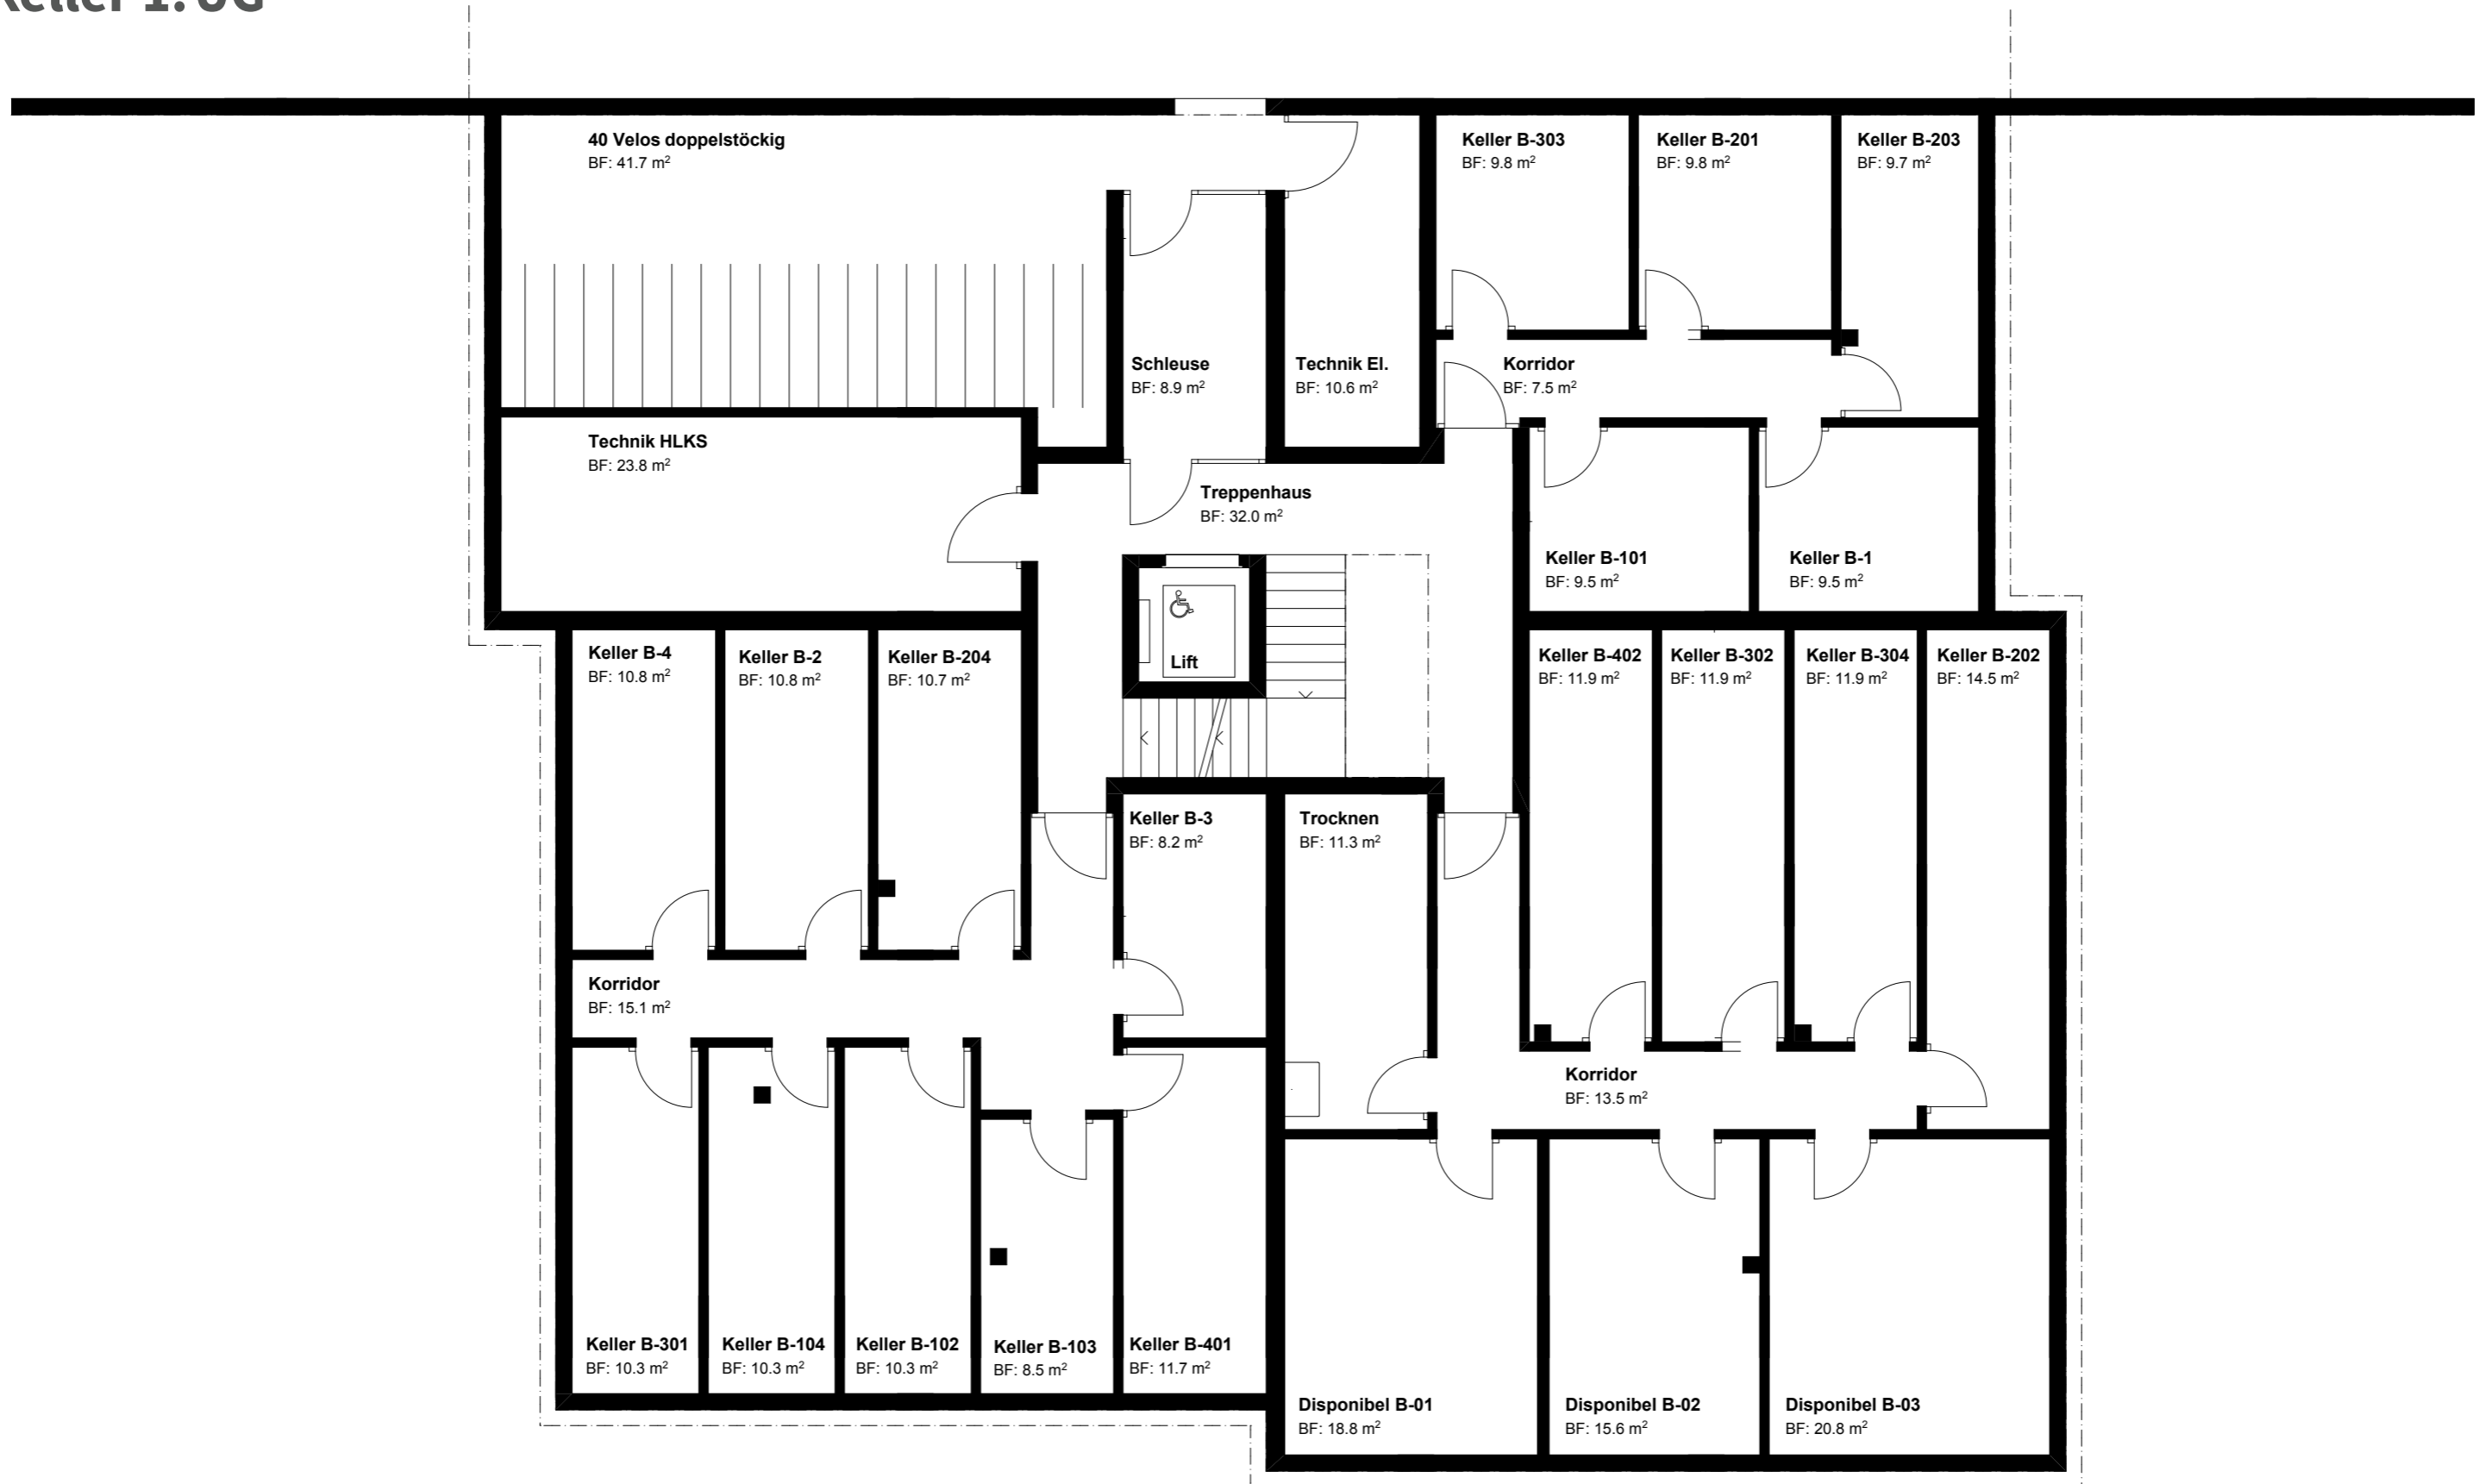 Keller 1. UG
40 Velos doppelstöckig
BF: 41.7 m²
Keller B-303
BF: 9.8 m²
Keller B-201
BF: 9.8 m²
Keller B-203
BF: 9.7 m²
Schleuse
BF: 8.9 m²
Technik El.
BF: 10.6 m²
Korridor
BF: 7.5 m²
Technik HLKS
BF: 23.8 m²
Treppenhaus
BF: 32.0 m²
Keller B-101
BF: 9.5 m²
Keller B-1
BF: 9.5 m²
Keller B-4
BF: 10.8 m²
Keller B-2
BF: 10.8 m²
Keller B-204
BF: 10.7 m²
Lift
Keller B-402
BF: 11.9 m²
Keller B-302
BF: 11.9 m²
Keller B-304
BF: 11.9 m²
Keller B-202
BF: 14.5 m²
Keller B-3
BF: 8.2 m²
Trocknen
BF: 11.3 m²
Korridor
BF: 15.1 m²
Korridor
BF: 13.5 m²
Keller B-301
BF: 10.3 m²
Keller B-104
BF: 10.3 m²
Keller B-102
BF: 10.3 m²
Keller B-103
BF: 8.5 m²
Keller B-401
BF: 11.7 m²
Disponibel B-01
BF: 18.8 m²
Disponibel B-02
BF: 15.6 m²
Disponibel B-03
BF: 20.8 m²